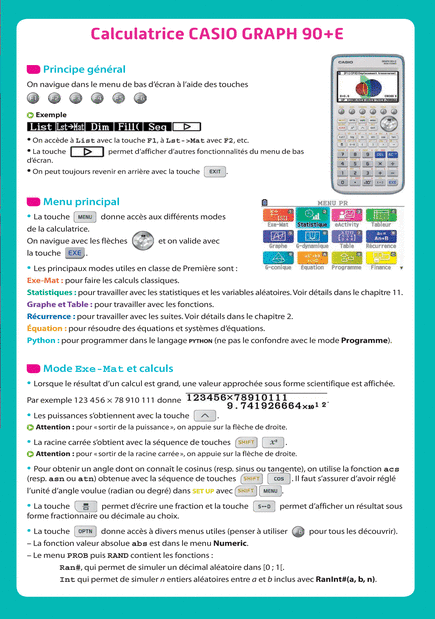 Calculatrice CASIO GRAPH 90+E
Principe général
On navigue dans le menu de bas d'écran à l'aide des touches
F1 F2 F3 F4 F5 F6
Exemple
List Lst→Mat Dim Fill( Seq
• On accède à List avec la touche F1, à Lst->Mat avec F2, etc.
• La touche permet d'afficher d'autres fonctionnalités du menu de bas
d'écran.
• On peut toujours revenir en arrière avec la touche EXIT .
CASIO
Menu principal
• La touche MENU donne accès aux différents modes
de la calculatrice.
On navigue avec les flèches et on valide avec
la touche EXE .
MENU PR
Exe-Mat Statistique eActivity Tableur
Graphe G-dynamique Table Récurrence
G-conique Equation Programme Finance
• Les principaux modes utiles en classe de Première sont :
Exe-Mat : pour faire les calculs classiques.
Statistiques : pour travailler avec les statistiques et les variables aléatoires. Voir détails dans le chapitre 11.
Graphe et Table : pour travailler avec les fonctions.
Récurrence : pour travailler avec les suites. Voir détails dans le chapitre 2.
Équation : pour résoudre des équations et systèmes d'équations.
Python : pour programmer dans le langage PYTHON (ne pas le confondre avec le mode Programme).
Mode Exe-Mat et calculs
• Lorsque le résultat d'un calcul est grand, une valeur approchée sous forme scientifique est affichée.
Par exemple 123 456 × 78 910 111 donne 123456×78910111
9.741926664×10 12
• Les puissances s'obtiennent avec la touche ^ .
Attention : pour « sortir de la puissance », on appuie sur la flèche de droite.
• La racine carrée s'obtient avec la séquence de touches SHIFT x² .
Attention : pour « sortir de la racine carrée », on appuie sur la flèche de droite.
• Pour obtenir un angle dont on connaît le cosinus (resp. sinus ou tangente), on utilise la fonction acs
(resp. asn ou atn) obtenue avec la séquence de touches SHIFT COS . Il faut s'assurer d'avoir réglé
l'unité d'angle voulue (radian ou degré) dans SET UP avec SHIFT MENU .
• La touche permet d'écrire une fraction et la touche S↔D permet d'afficher un résultat sous
forme fractionnaire ou décimale au choix.
• La touche OPTN donne accès à divers menus utiles (penser à utiliser pour tous les découvrir).
– La fonction valeur absolue abs est dans le menu Numeric.
– Le menu PROB puis RAND contient les fonctions :
Ran#, qui permet de simuler un décimal aléatoire dans [0 ; 1[.
Int qui permet de simuler n entiers aléatoires entre a et b inclus avec RanInt#(a, b, n).